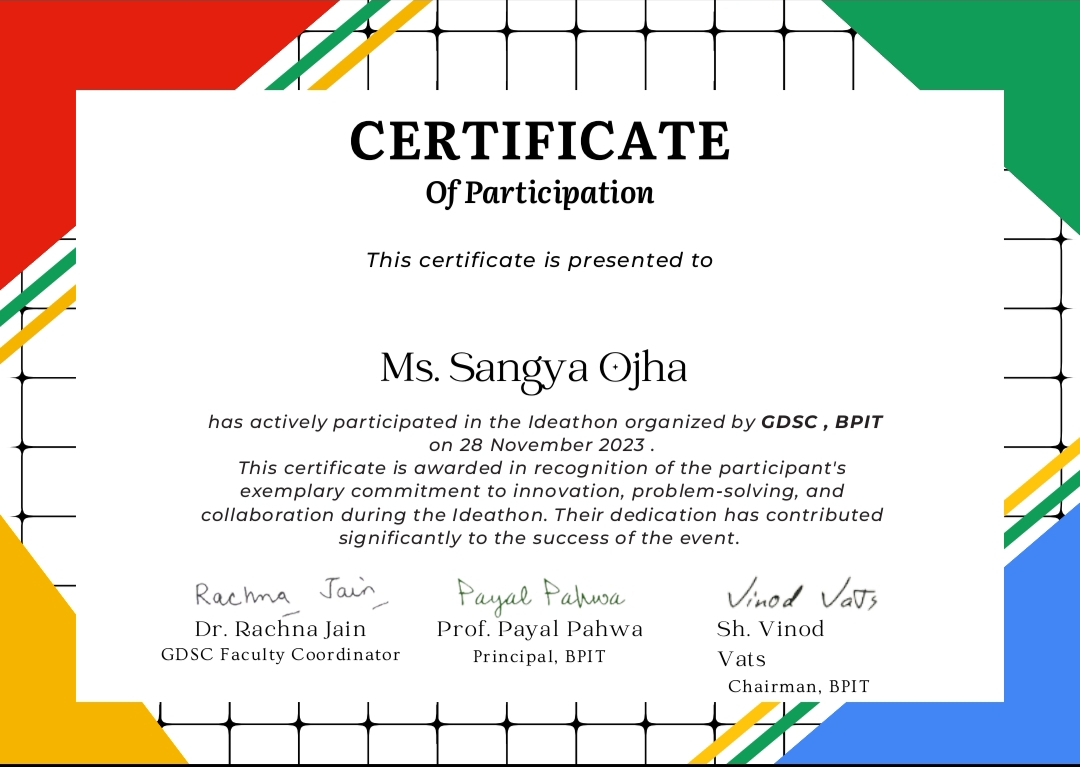 CERTIFICATE
Of Participation
This certificate is presented to
Ms. Sangya Ojha
has actively participated in the Ideathon organized by GDSC , BPIT
on 28 November 2023 .
This certificate is awarded in recognition of the participant's
exemplary commitment to innovation, problem-solving, and
collaboration during the Ideathon. Their dedication has contributed
significantly to the success of the event.
Rachna Jain
Payal Pahwa
Vinod Vats
Dr. Rachna Jain
GDSC Faculty Coordinator
Prof. Payal Pahwa
Principal, BPIT
Sh. Vinod
Vats
Chairman, BPIT